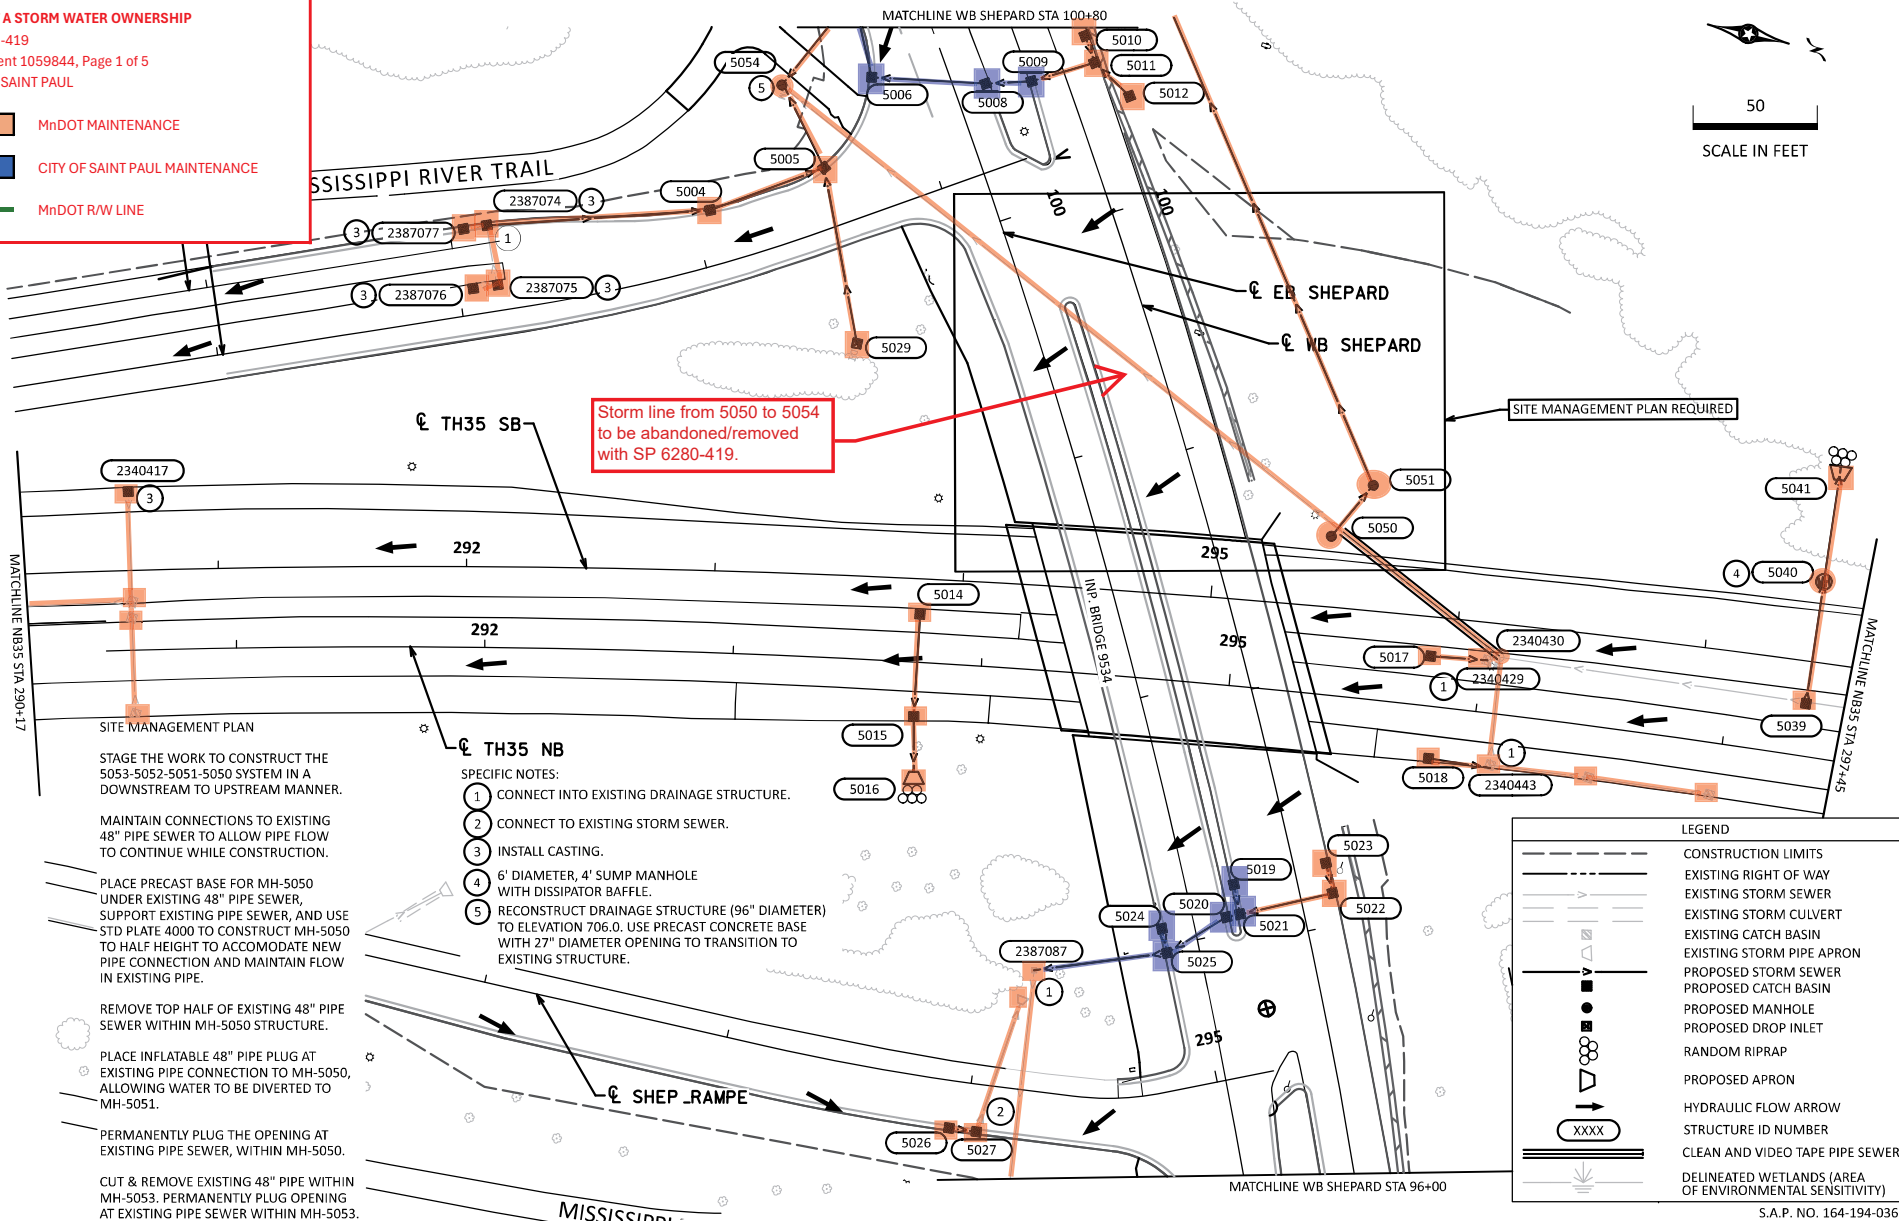 A STORM WATER OWNERSHIP
-419
ent 1059844, Page 1 of 5
SAINT PAUL
MnDOT MAINTENANCE
CITY OF SAINT PAUL MAINTENANCE
MnDOT R/W LINE
MATCHLINE WB SHEPARD STA 100+80
50
SCALE IN FEET
5054
5
5006
5008
5009
5010
5011
5012
SSISSIPPI RIVER TRAIL
5005
5004
2387074
3
3
2387077
1
3
2387076
2387075
3
5029
100
100
℄ EB SHEPARD
℄ WB SHEPARD
Storm line from 5050 to 5054
to be abandoned/removed
with SP 6280-419.
SITE MANAGEMENT PLAN REQUIRED
℄ TH35 SB
2340417
3
5051
5050
5041
4
5040
5039
292
295
292
295
MATCHLINE NB35 STA 290+17
MATCHLINE NB35 STA 297+45
INP. BRIDGE 9534
5014
5015
5016
5017
2340430
1
2340429
5018
1
2340443
℄ TH35 NB
SITE MANAGEMENT PLAN
STAGE THE WORK TO CONSTRUCT THE
5053-5052-5051-5050 SYSTEM IN A
DOWNSTREAM TO UPSTREAM MANNER.
MAINTAIN CONNECTIONS TO EXISTING
48" PIPE SEWER TO ALLOW PIPE FLOW
TO CONTINUE WHILE CONSTRUCTION.
PLACE PRECAST BASE FOR MH-5050
UNDER EXISTING 48" PIPE SEWER,
SUPPORT EXISTING PIPE SEWER, AND USE
STD PLATE 4000 TO CONSTRUCT MH-5050
TO HALF HEIGHT TO ACCOMODATE NEW
PIPE CONNECTION AND MAINTAIN FLOW
IN EXISTING PIPE.
REMOVE TOP HALF OF EXISTING 48" PIPE
SEWER WITHIN MH-5050 STRUCTURE.
PLACE INFLATABLE 48" PIPE PLUG AT
EXISTING PIPE CONNECTION TO MH-5050,
ALLOWING WATER TO BE DIVERTED TO
MH-5051.
PERMANENTLY PLUG THE OPENING AT
EXISTING PIPE SEWER, WITHIN MH-5050.
CUT & REMOVE EXISTING 48" PIPE WITHIN
MH-5053. PERMANENTLY PLUG OPENING
AT EXISTING PIPE SEWER WITHIN MH-5053.
SPECIFIC NOTES:
1 CONNECT INTO EXISTING DRAINAGE STRUCTURE.
2 CONNECT TO EXISTING STORM SEWER.
3 INSTALL CASTING.
4 6' DIAMETER, 4' SUMP MANHOLE
WITH DISSIPATOR BAFFLE.
5 RECONSTRUCT DRAINAGE STRUCTURE (96" DIAMETER)
TO ELEVATION 706.0. USE PRECAST CONCRETE BASE
WITH 27" DIAMETER OPENING TO TRANSITION TO
EXISTING STRUCTURE.
5019
5020
5021
5022
5023
5024
5025
2387087
1
295
℄ SHEP_RAMPE
2
5026
5027
MATCHLINE WB SHEPARD STA 96+00
MISSISSIPPI
LEGEND
CONSTRUCTION LIMITS
EXISTING RIGHT OF WAY
EXISTING STORM SEWER
EXISTING STORM CULVERT
EXISTING CATCH BASIN
EXISTING STORM PIPE APRON
PROPOSED STORM SEWER
PROPOSED CATCH BASIN
PROPOSED MANHOLE
PROPOSED DROP INLET
RANDOM RIPRAP
PROPOSED APRON
HYDRAULIC FLOW ARROW
XXXX STRUCTURE ID NUMBER
CLEAN AND VIDEO TAPE PIPE SEWER
DELINEATED WETLANDS (AREA
OF ENVIRONMENTAL SENSITIVITY)
S.A.P. NO. 164-194-036